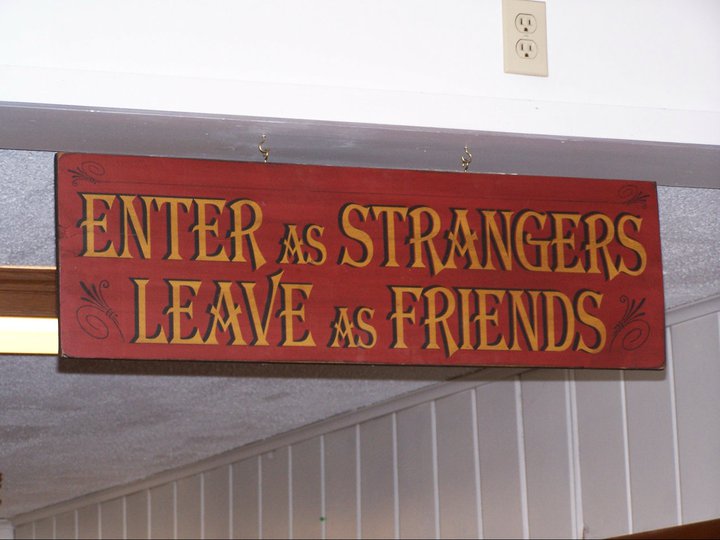 ENTER AS STRANGERS
LEAVE AS FRIENDS